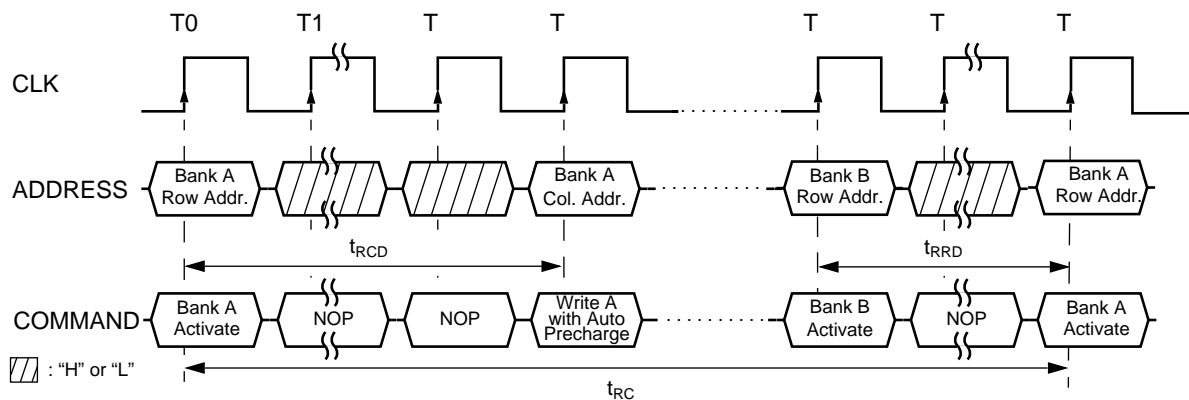 T0 T1 T T T T T
CLK
ADDRESS Bank A Row Addr. Bank A Col. Addr. Bank B Row Addr. Bank A Row Addr.
tRCD tRRD
COMMAND Bank A Activate NOP NOP Write A with Auto Precharge Bank B Activate NOP Bank A Activate
: “H” or “L”
tRC